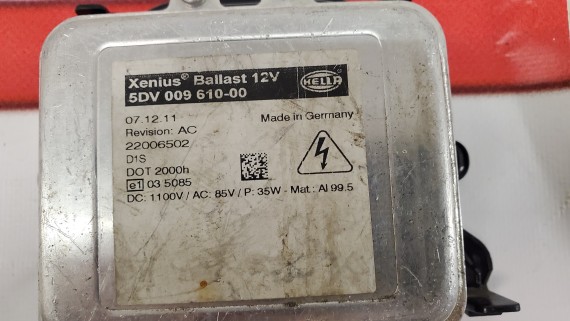 Xenius® Ballast 12V
5DV 009 610-00
HELLA
07.12.11
Made in Germany
Revision: AC
22006502
D1S
DOT 2000h
e1 03 5085
DC: 1100V / AC: 85V / P: 35W - Mat.: Al 99.5